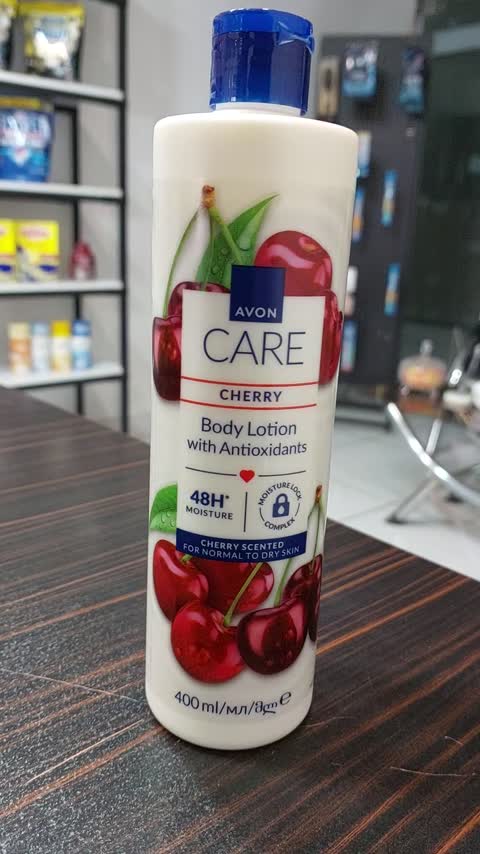 AVON
CARE
CHERRY
Body Lotion
with Antioxidants
48H*
MOISTURE
MOISTURE LOCK
COMPLEX
CHERRY SCENTED
FOR NORMAL TO DRY SKIN
400 ml/мл/მლ ℮